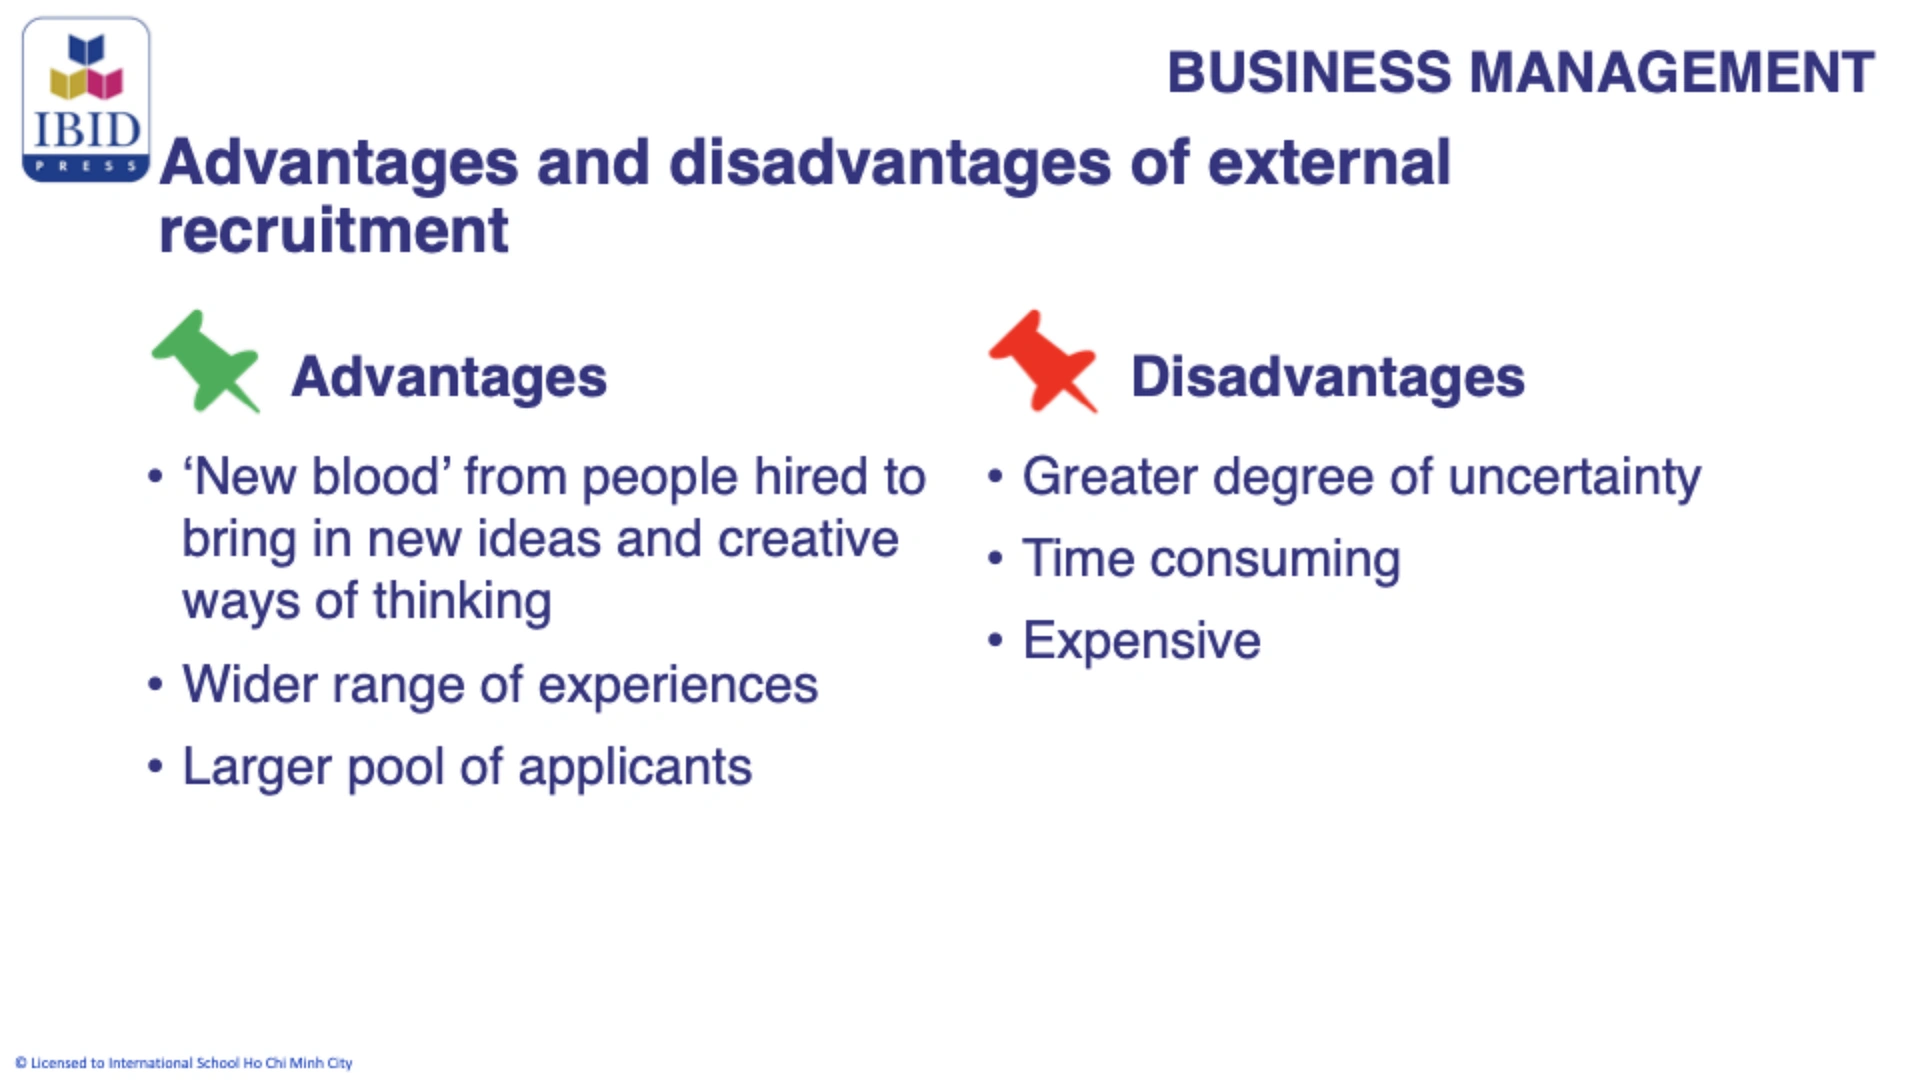 IBID
PRESS
BUSINESS MANAGEMENT
Advantages and disadvantages of external
recruitment
Advantages
• ‘New blood’ from people hired to
bring in new ideas and creative
ways of thinking
• Wider range of experiences
• Larger pool of applicants
Disadvantages
• Greater degree of uncertainty
• Time consuming
• Expensive
© Licensed to International School Ho Chi Minh City